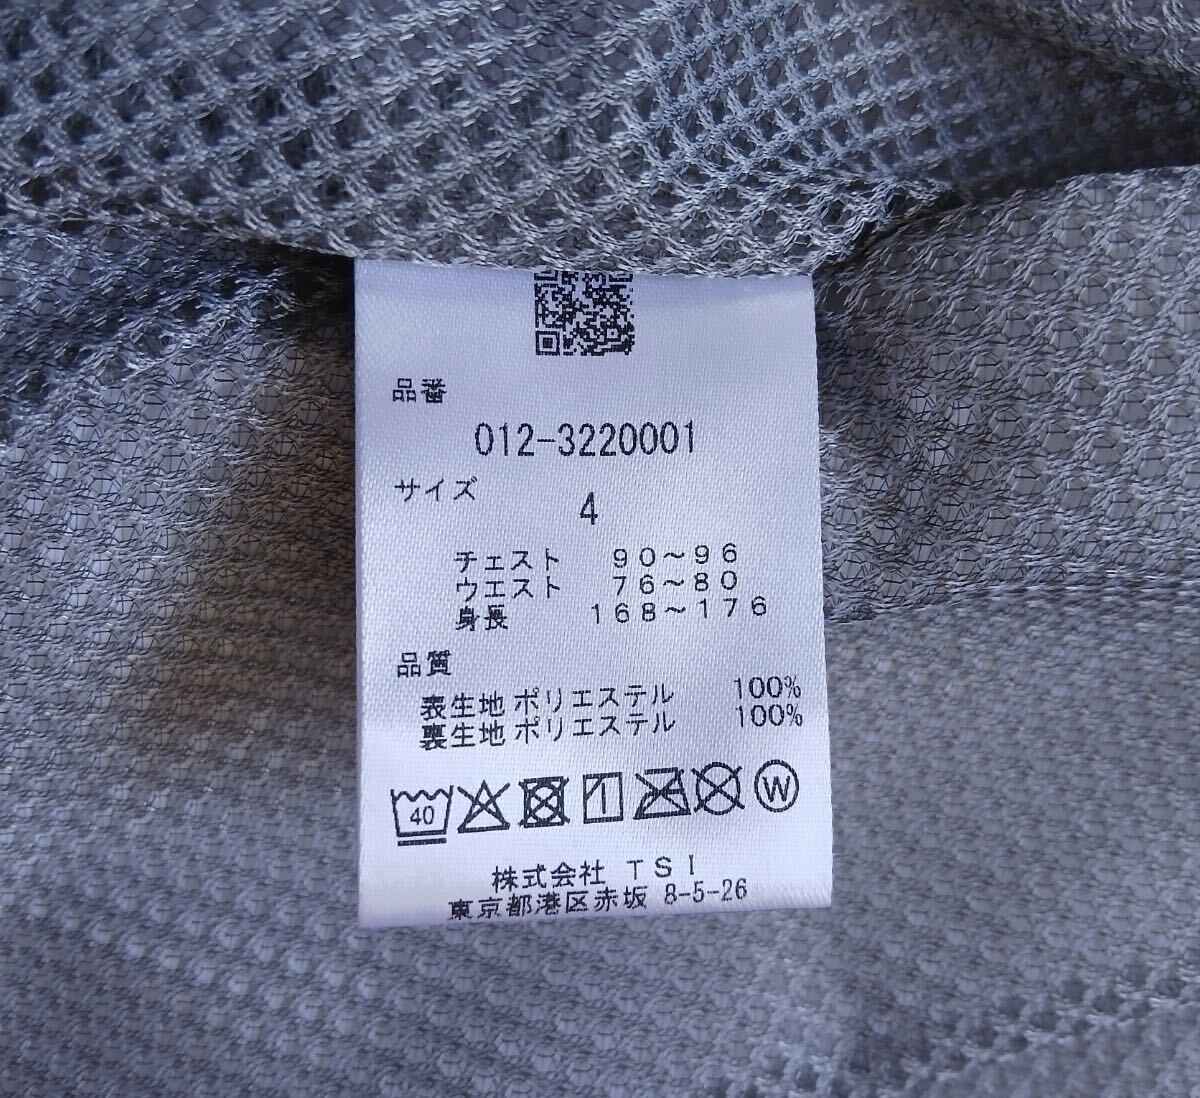 品番
012-3220001
サイズ
4
チェスト 90～96
ウエスト 76～80
身長 168～176
品質
表生地 ポリエステル 100%
裏生地 ポリエステル 100%
40 W
株式会社 TSI
東京都港区赤坂 8-5-26